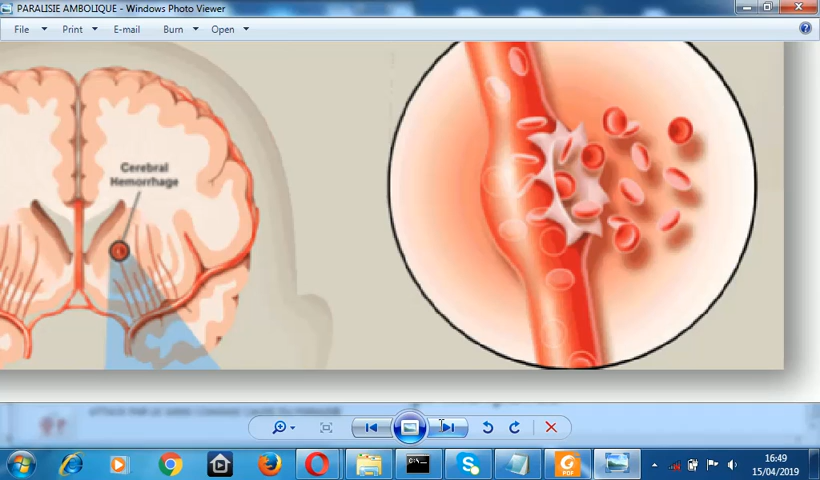 PARALISIE AMBOLIQUE - Windows Photo Viewer
File Print E-mail Burn Open
Cerebral
Hemorrhage
16:49
15/04/2019